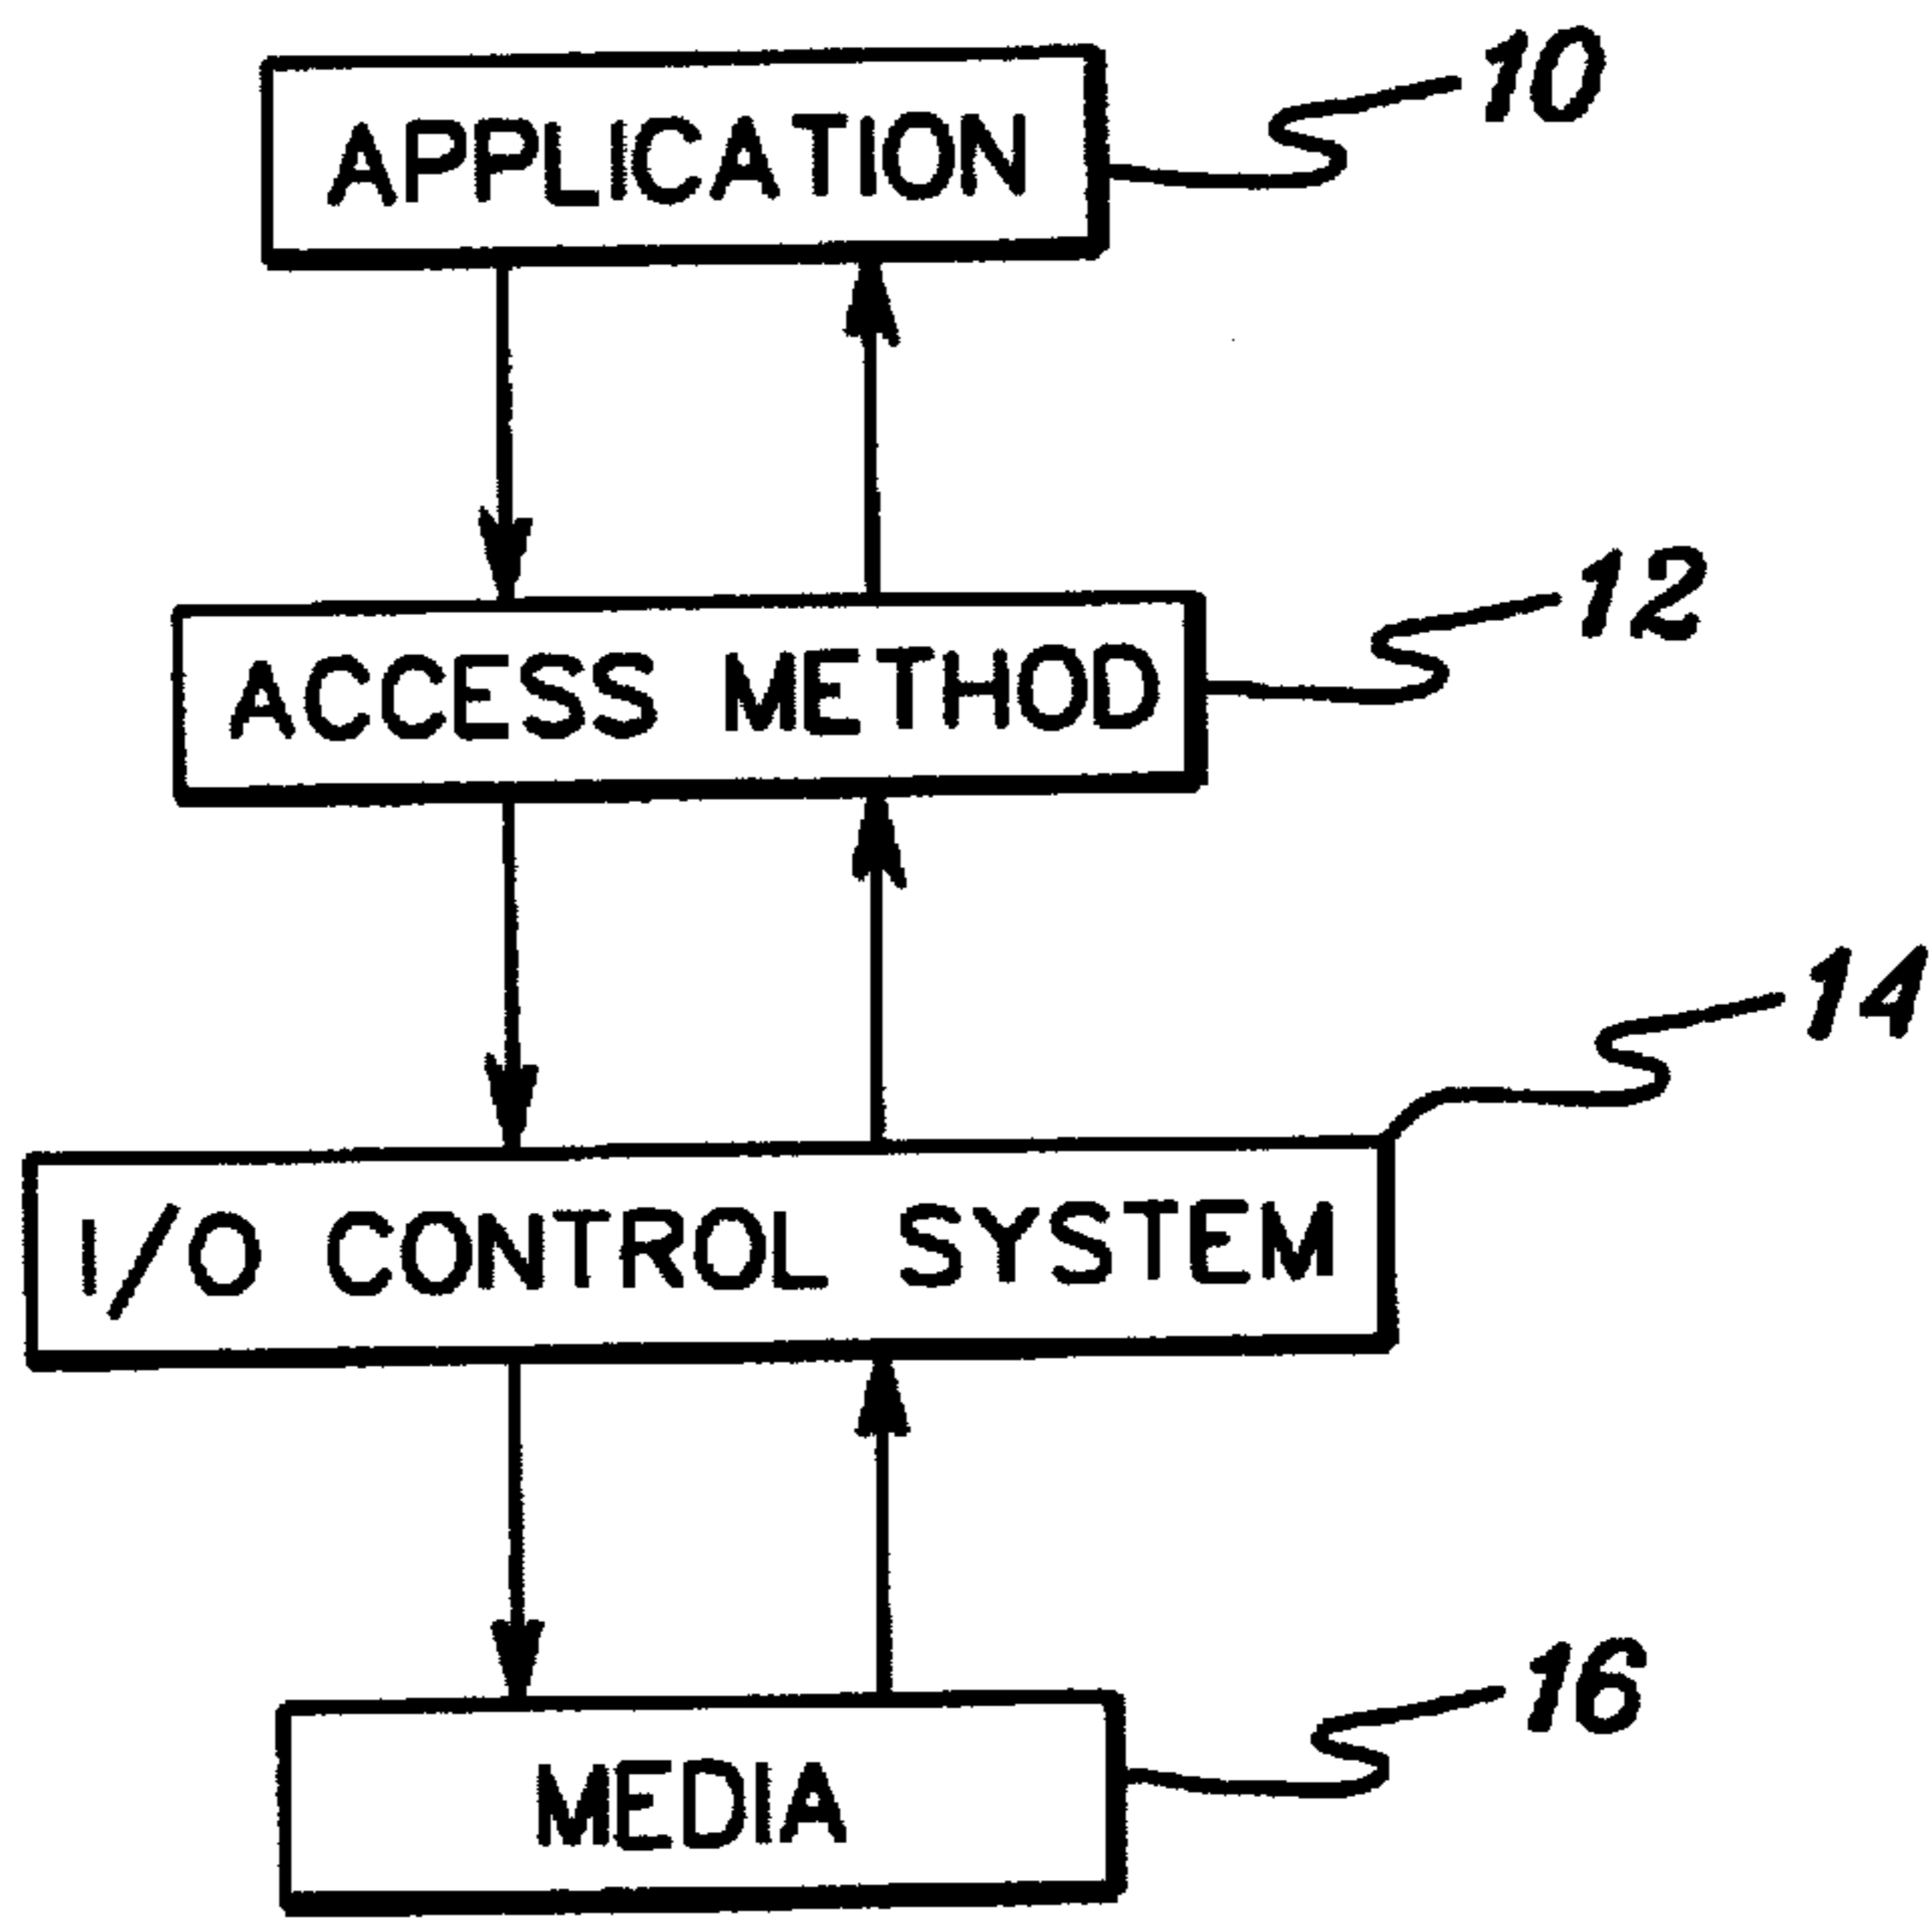 10
APPLICATION
12
ACCESS METHOD
14
I/O CONTROL SYSTEM
16
MEDIA